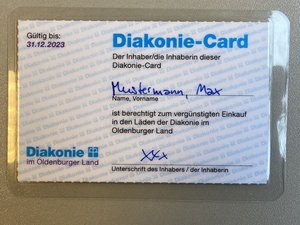 Gültig bis:
31.12.2023
Diakonie-Card
Der Inhaber/die Inhaberin dieser
Diakonie-Card
Mustermann, Max
Name, Vorname
ist berechtigt zum vergünstigten Einkauf
in den Läden der Diakonie im
Oldenburger Land
Diakonie
im Oldenburger Land
xxx
Unterschrift des Inhabers / der Inhaberin